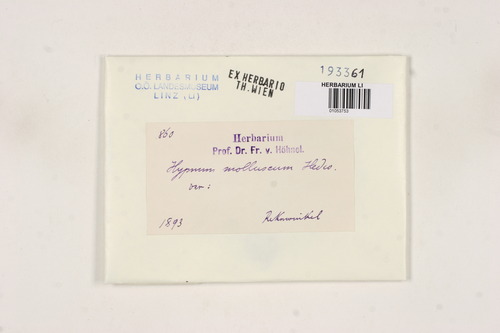 HERBARIUM
O.Ö. LANDESMUSEUM
LINZ (LI)
EX HERBARIO
TH. WIEN
193361
HERBARIUM LI
860
Herbarium
Prof. Dr. Fr. v. Höhnel.
Hypnum molluscum Hedw.
var:
1893
Rekawinkel